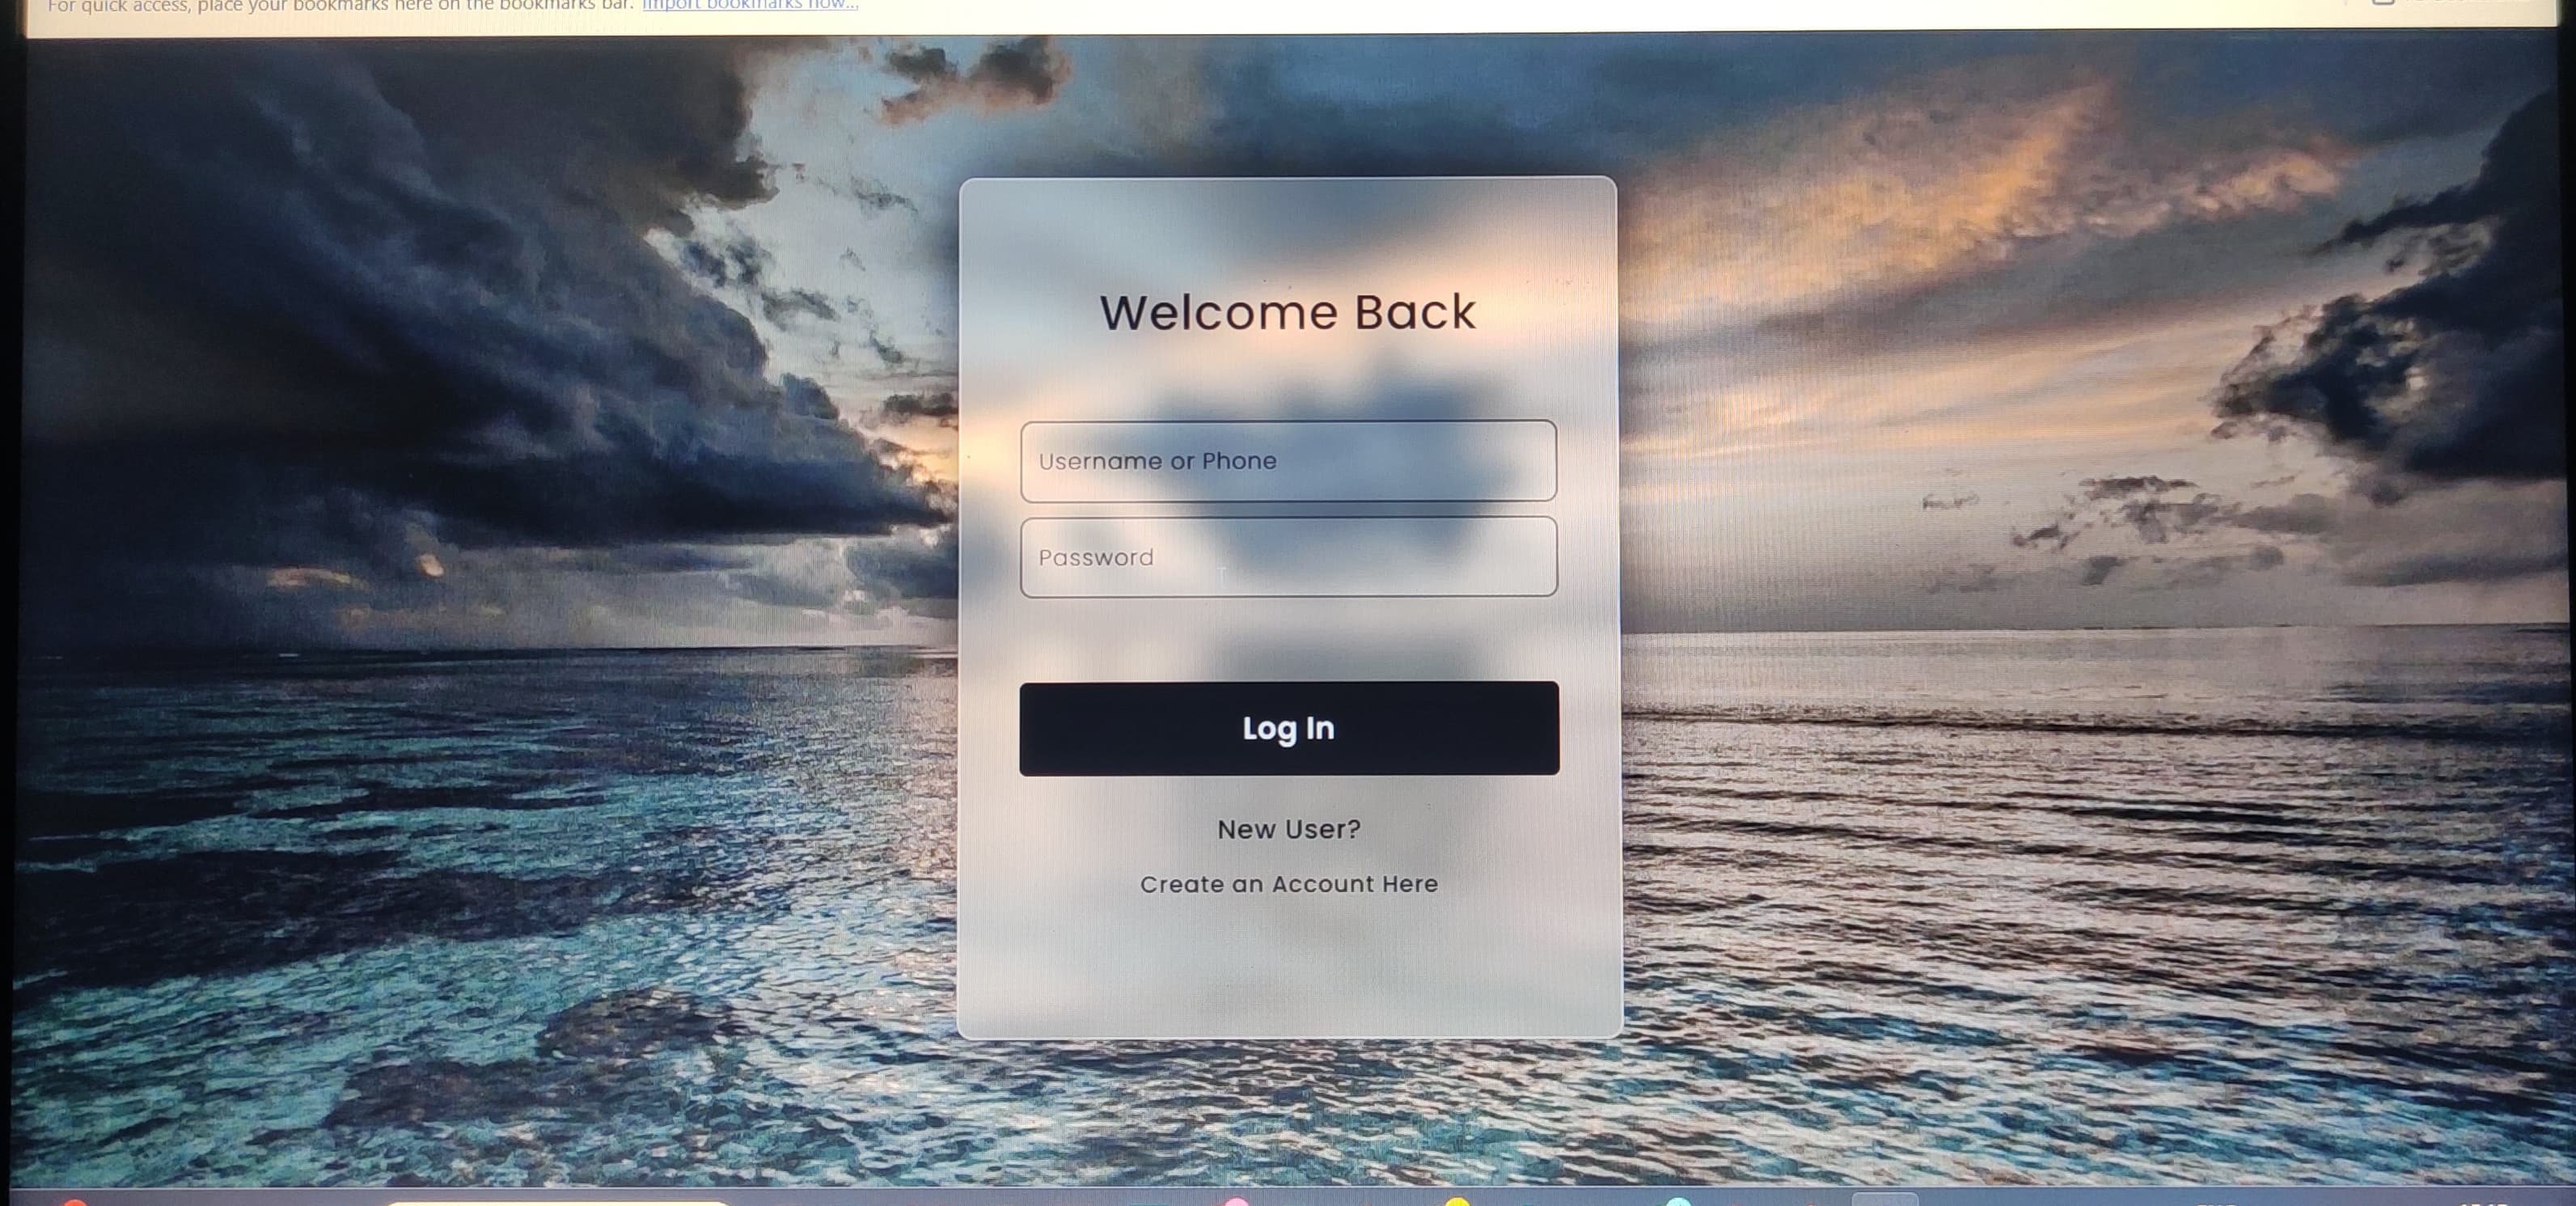 For quick access, place your bookmarks here on the bookmarks bar. Import bookmarks now...
Welcome Back
Username or Phone
Password
Log In
New User?
Create an Account Here